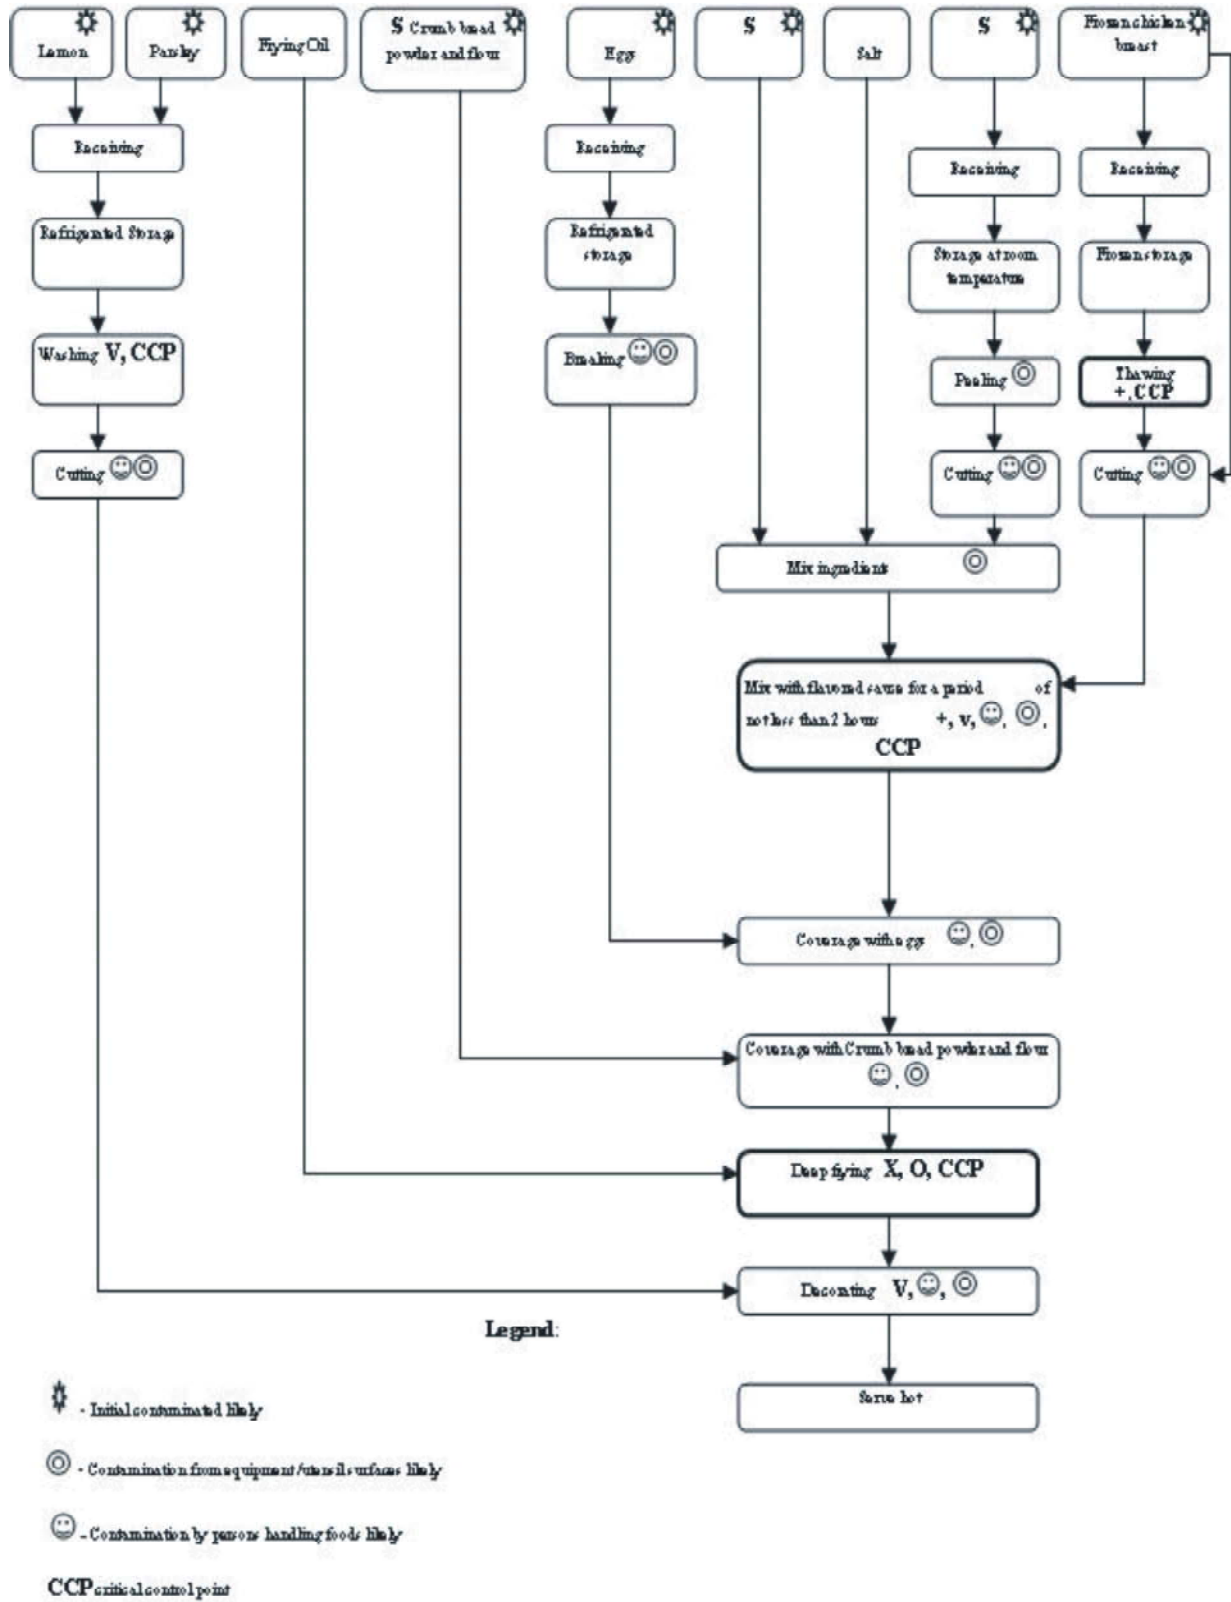 Lemon
Parsley
Frying Oil
S Crumb bread
powder and flour
Eggs
S
Salt
S
Frozen chicken
breast
Receiving
Receiving
Receiving
Receiving
Refrigerated Storage
Refrigerated
storage
Storage at room
temperature
Frozen storage
Washing V, CCP
Breaking
Peeling
Thawing
+, CCP
Cutting
Cutting
Cutting
Mix ingredients
Mix with flavored sauce for a period of
not less than 2 hours +, v, , ,
CCP
Coverage with eggs ,
Coverage with Crumb bread powder and flour
,
Deep frying X, O, CCP
Decorating V, ,
Serve hot
Legend:
- Initial contaminated likely
- Contamination from equipment/utensil surfaces likely
- Contamination by persons handling foods likely
CCP critical control point